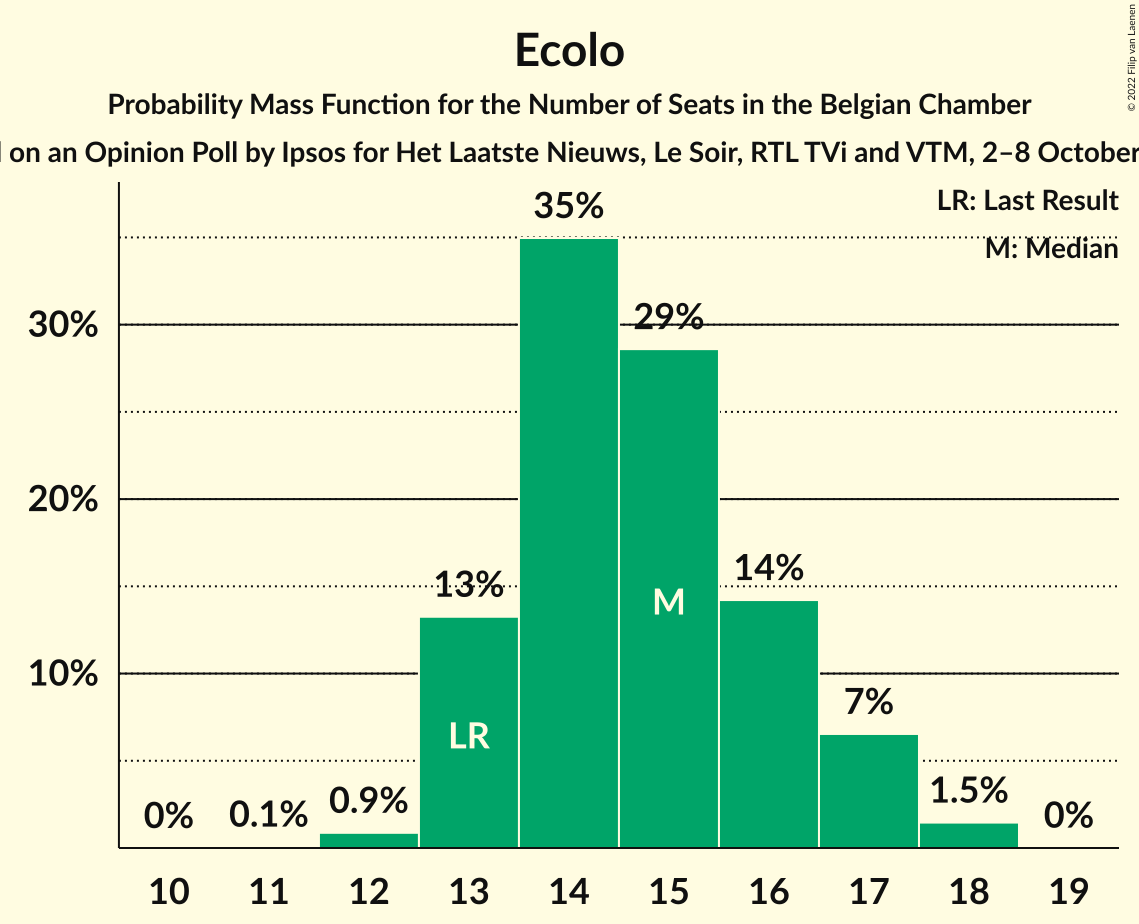 Ecolo
Probability Mass Function for the Number of Seats in the Belgian Chamber
on an Opinion Poll by Ipsos for Het Laatste Nieuws, Le Soir, RTL TVi and VTM, 2–8 October
© 2022 Filip van Laenen
LR: Last Result
M: Median
35%
30%
29%
20%
14%
13%
M
10%
7%
LR
0%
0.1%
0.9%
1.5%
0%
10 11 12 13 14 15 16 17 18 19